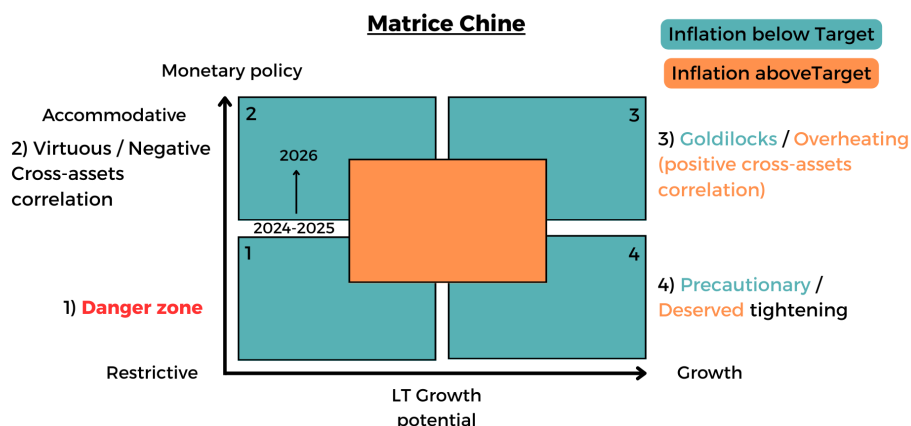 Matrice Chine
Inflation below Target
Inflation aboveTarget
Monetary policy
Accommodative
2) Virtuous / Negative
Cross-assets
correlation
2
3
2026
2024-2025
3) Goldilocks / Overheating
(positive cross-assets
correlation)
1
4
1) Danger zone
4) Precautionary /
Deserved tightening
Restrictive
Growth
LT Growth
potential